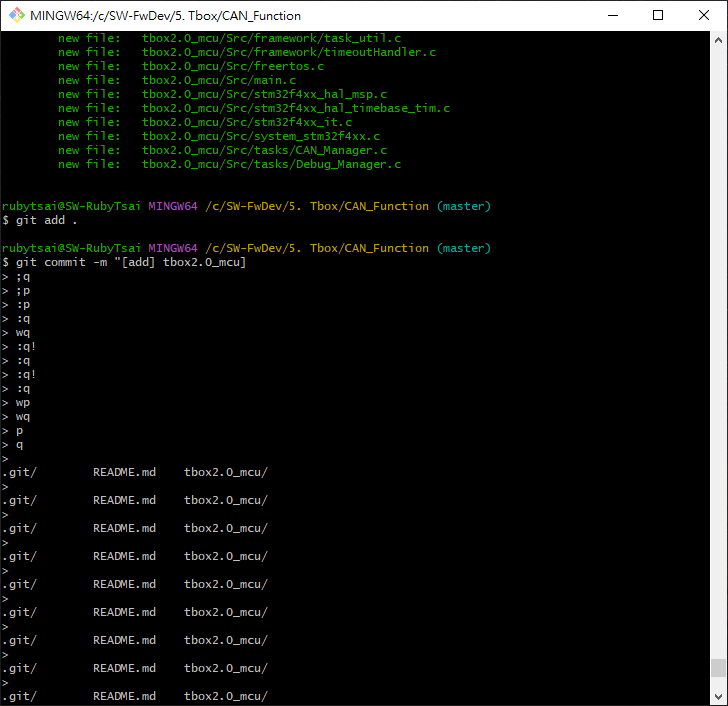 MINGW64:/c/SW-FwDev/5. Tbox/CAN_Function
new file:   tbox2.0_mcu/Src/framework/task_util.c
new file:   tbox2.0_mcu/Src/framework/timeoutHandler.c
new file:   tbox2.0_mcu/Src/freertos.c
new file:   tbox2.0_mcu/Src/main.c
new file:   tbox2.0_mcu/Src/stm32f4xx_hal_msp.c
new file:   tbox2.0_mcu/Src/stm32f4xx_hal_timebase_tim.c
new file:   tbox2.0_mcu/Src/stm32f4xx_it.c
new file:   tbox2.0_mcu/Src/system_stm32f4xx.c
new file:   tbox2.0_mcu/Src/tasks/CAN_Manager.c
new file:   tbox2.0_mcu/Src/tasks/Debug_Manager.c
rubytsai@SW-RubyTsai MINGW64 /c/SW-FwDev/5. Tbox/CAN_Function (master)
$ git add .
rubytsai@SW-RubyTsai MINGW64 /c/SW-FwDev/5. Tbox/CAN_Function (master)
$ git commit -m "[add] tbox2.0_mcu]
> ;q
> ;p
> :p
> :q
> wq
> :q!
> :q
> :q!
> :q
> wp
> wq
> p
> q
>
.git/        README.md    tbox2.0_mcu/
>
.git/        README.md    tbox2.0_mcu/
>
.git/        README.md    tbox2.0_mcu/
>
.git/        README.md    tbox2.0_mcu/
>
.git/        README.md    tbox2.0_mcu/
>
.git/        README.md    tbox2.0_mcu/
>
.git/        README.md    tbox2.0_mcu/
>
.git/        README.md    tbox2.0_mcu/
>
.git/        README.md    tbox2.0_mcu/